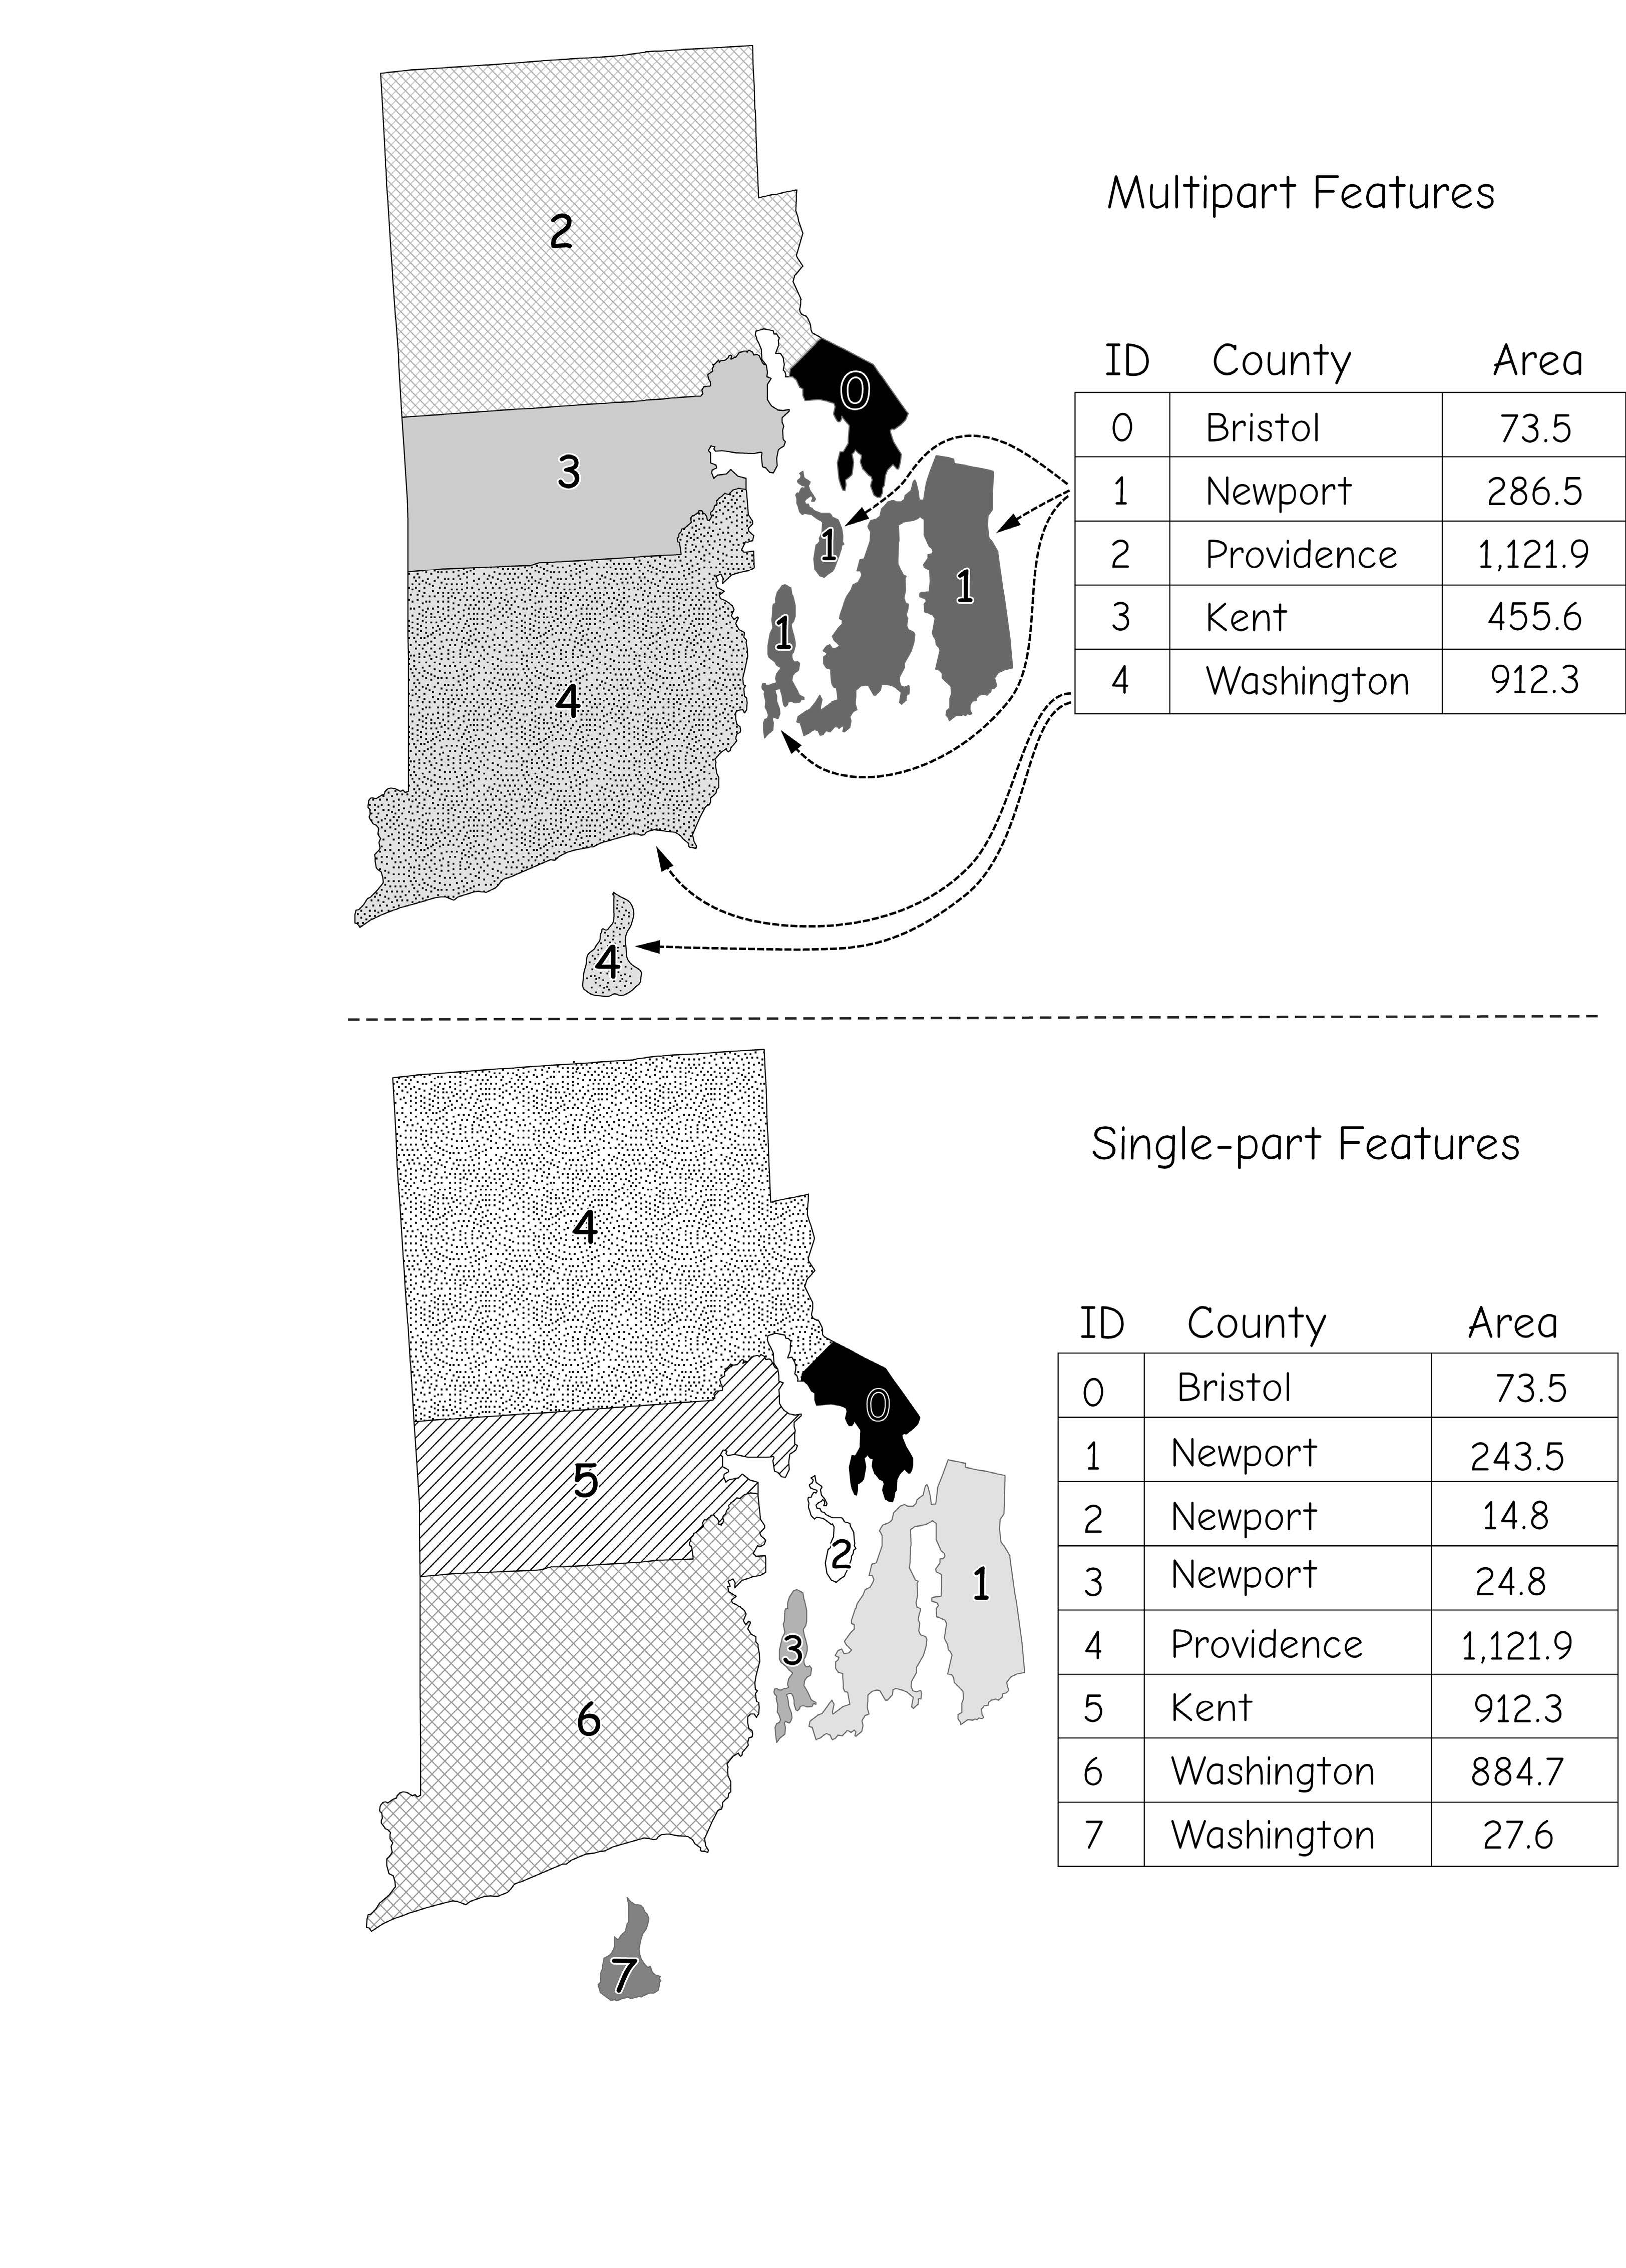 Multipart Features
ID County Area
0 Bristol 73.5
1 Newport 286.5
2 Providence 1,121.9
3 Kent 455.6
4 Washington 912.3
2
0
3
1
1
1
4
4
Single-part Features
ID County Area
0 Bristol 73.5
1 Newport 243.5
2 Newport 14.8
3 Newport 24.8
4 Providence 1,121.9
5 Kent 912.3
6 Washington 884.7
7 Washington 27.6
4
0
5
2
1
3
6
7